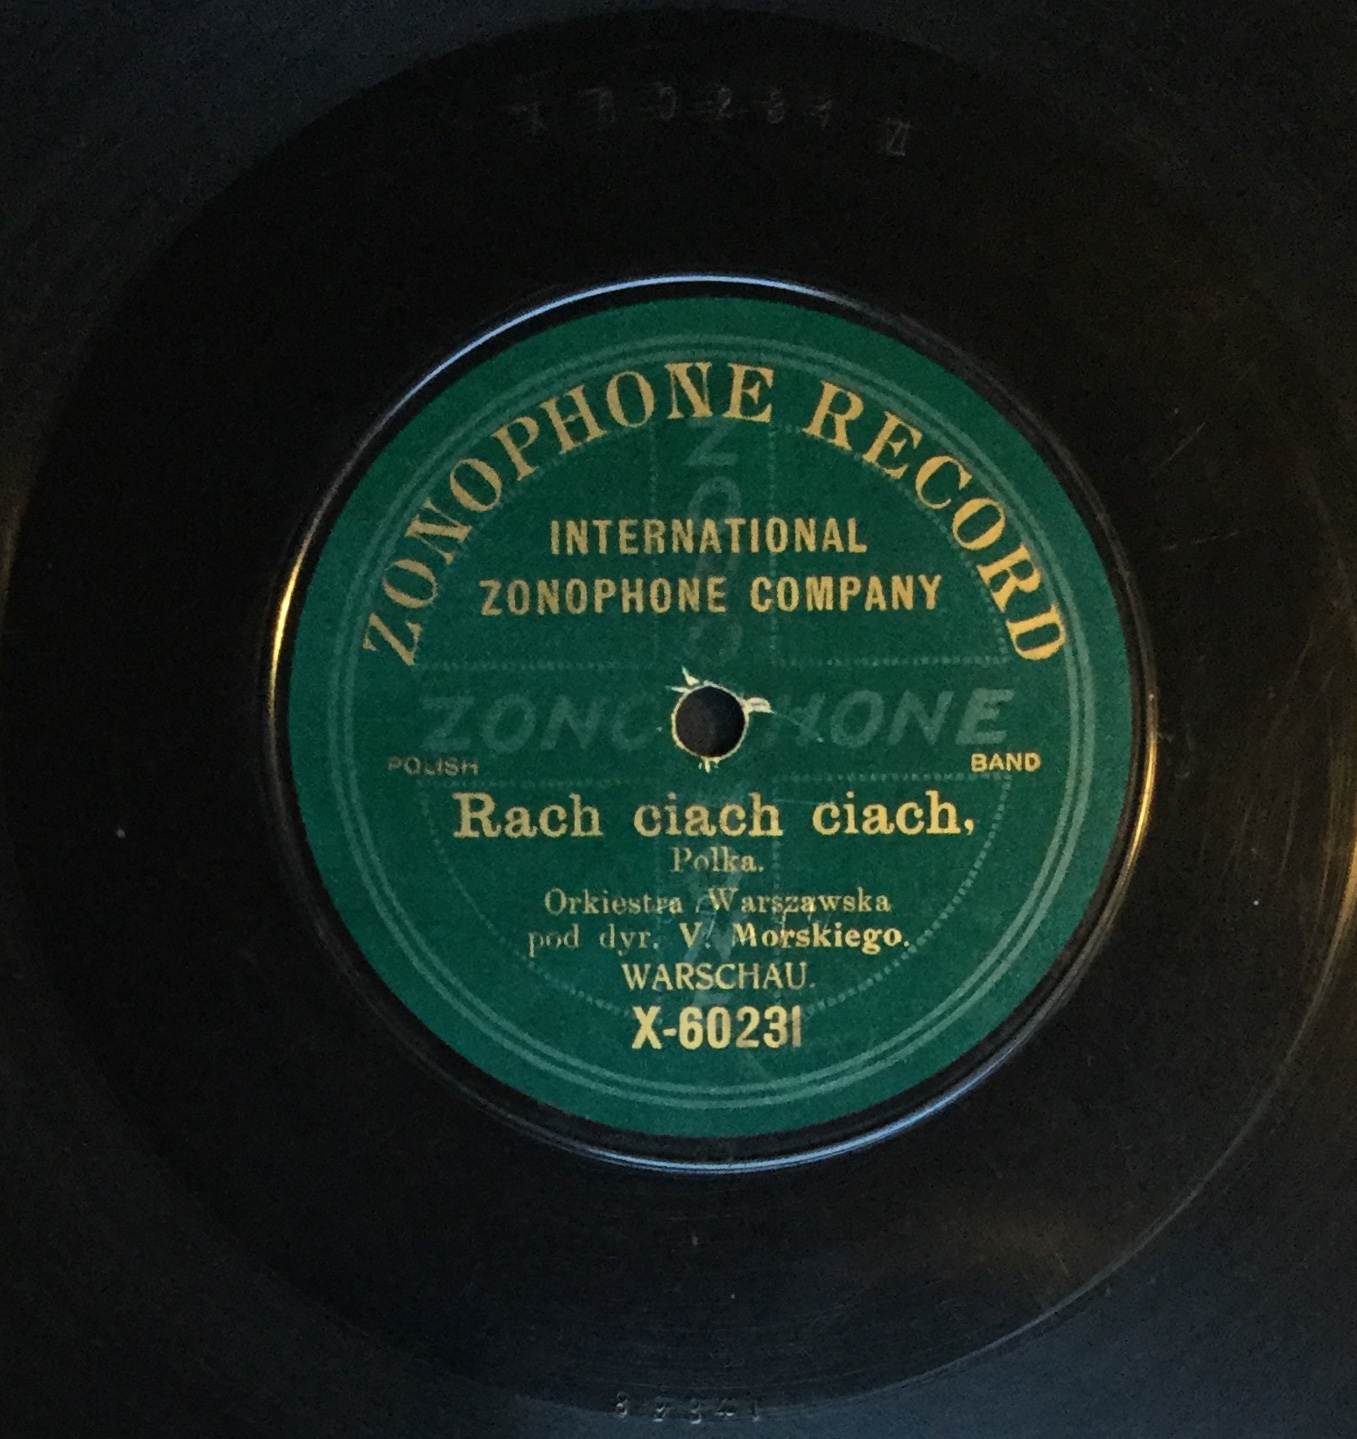 ZONOPHONE RECORD
INTERNATIONAL
ZONOPHONE COMPANY
ZONOPHONE
POLISH BAND
Rach ciach ciach,
Polka.
Orkiestra Warszawska
pod dyr. V. Morskiego.
WARSCHAU.
X-60231